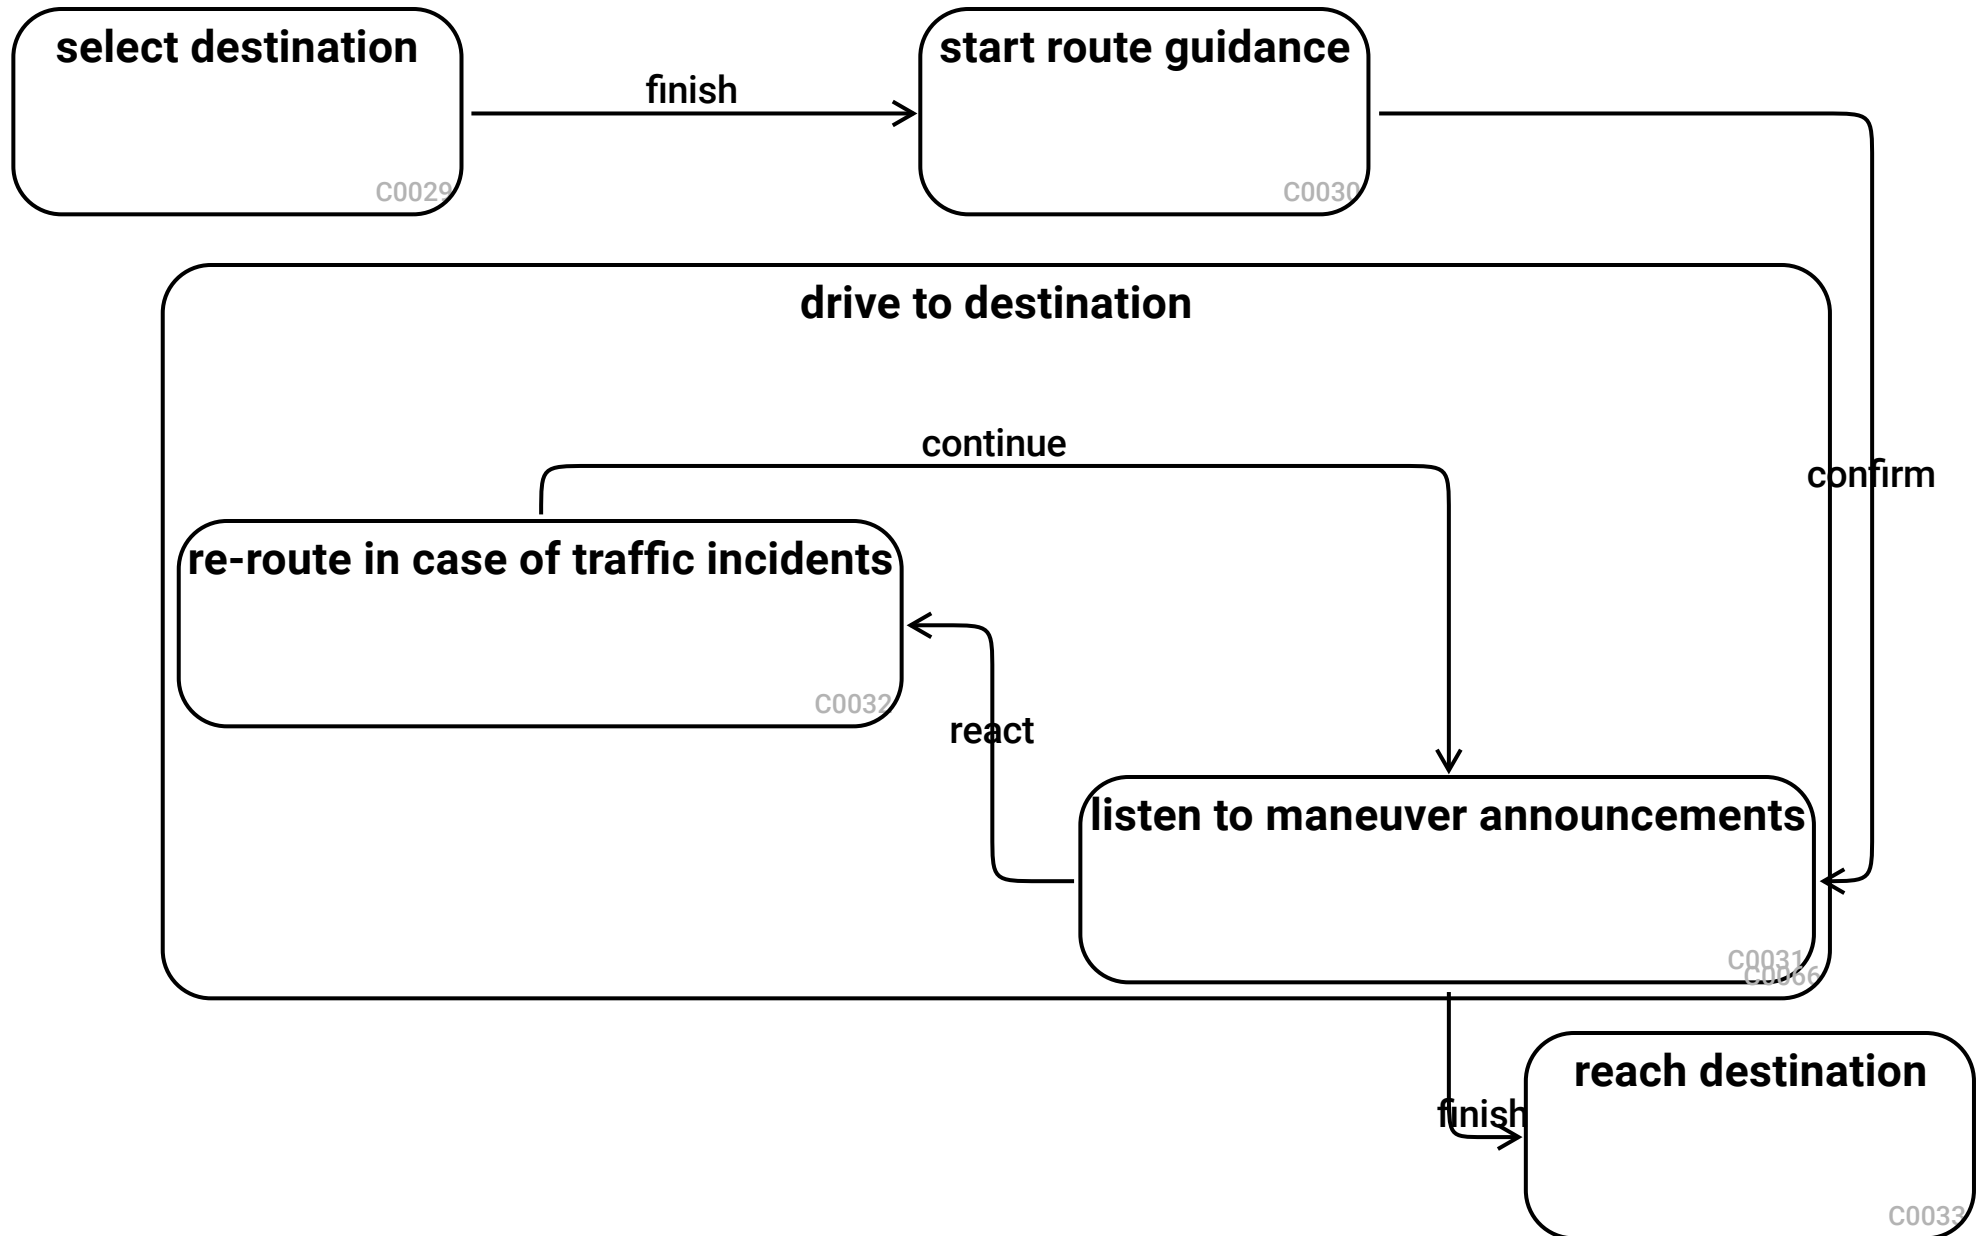 select destination
start route guidance
finish
C0029
C0030
drive to destination
continue
confirm
re-route in case of traffic incidents
C0032
react
listen to maneuver announcements
C0031
C0066
reach destination
finish
C0033